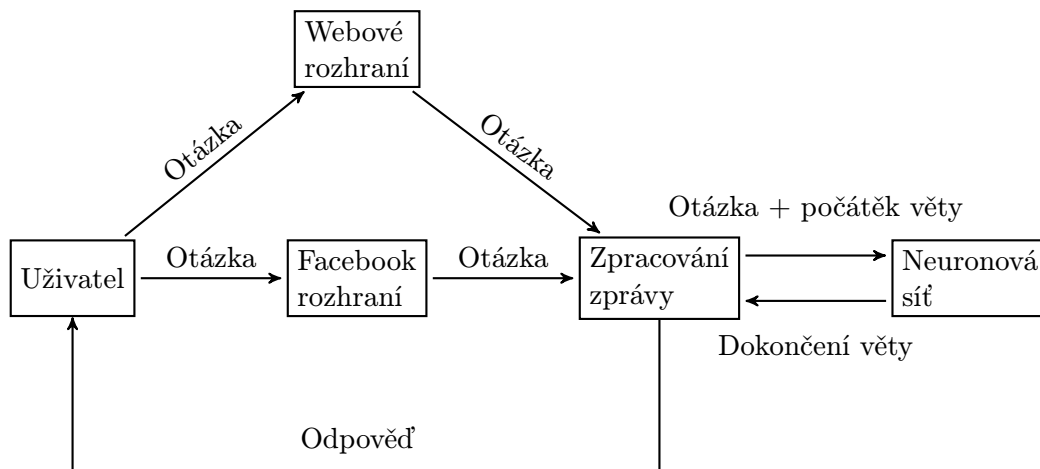 Webové
rozhraní
Otázka
Otázka
Otázka + počátěk věty
Uživatel
Otázka
Facebook
rozhraní
Otázka
Zpracování
zprávy
Neuronová
síť
Dokončení věty
Odpověď